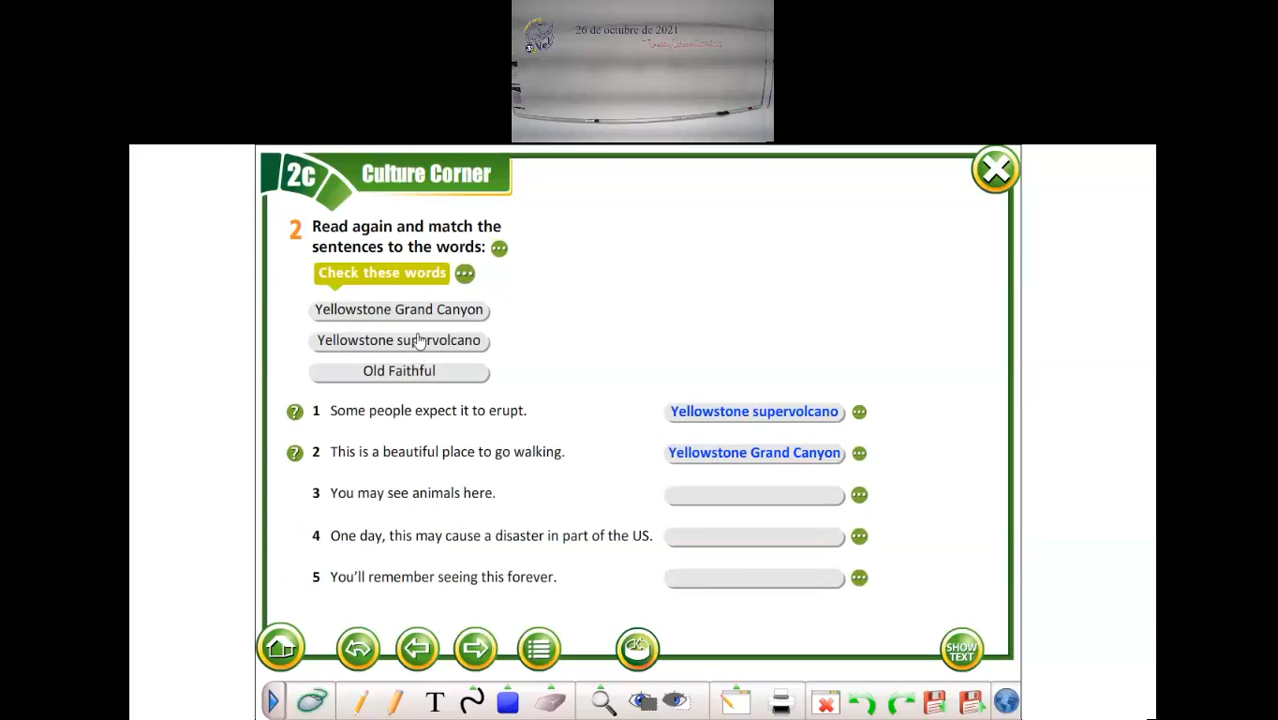 26 de octubre de 2021
2c Culture Corner
2 Read again and match the
sentences to the words:
Check these words
Yellowstone Grand Canyon
Yellowstone supervolcano
Old Faithful
? 1 Some people expect it to erupt. Yellowstone supervolcano
? 2 This is a beautiful place to go walking. Yellowstone Grand Canyon
3 You may see animals here.
4 One day, this may cause a disaster in part of the US.
5 You'll remember seeing this forever.
SHOW
TEXT
T